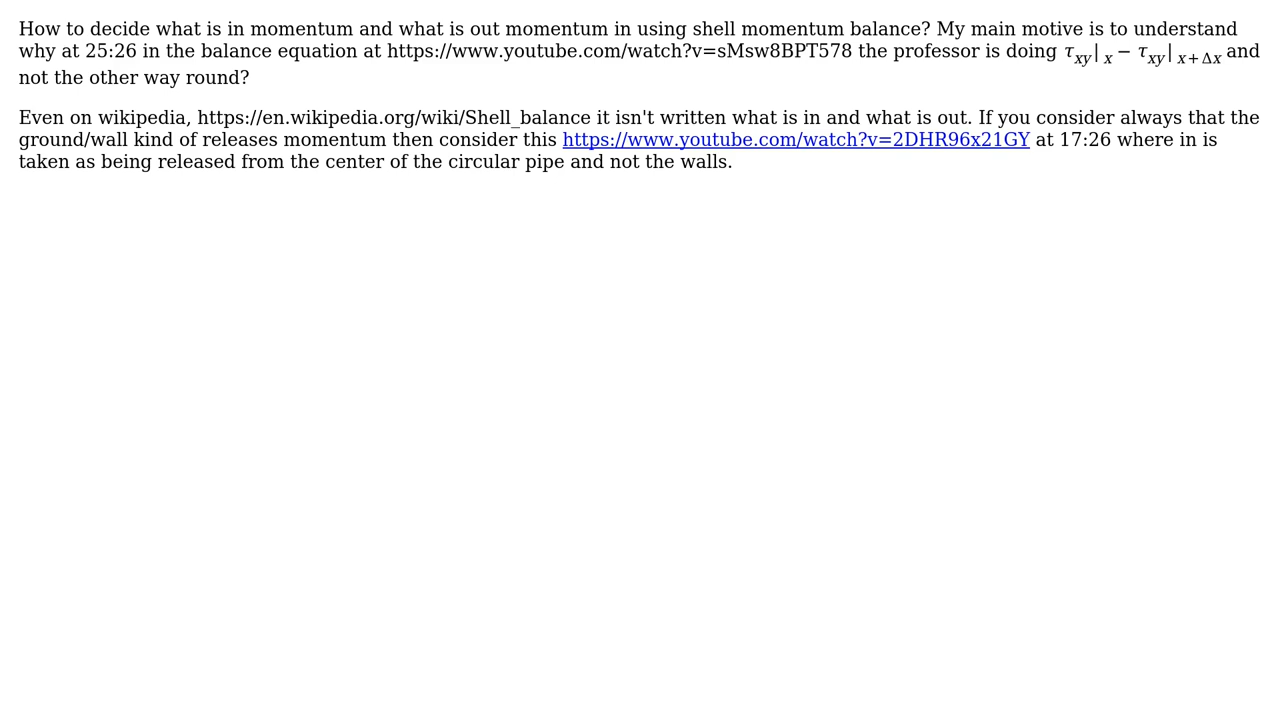 How to decide what is in momentum and what is out momentum in using shell momentum balance? My main motive is to understand
why at 25:26 in the balance equation at https://www.youtube.com/watch?v=sMsw8BPT578 the professor is doing τxy| x − τxy| x + Δx and
not the other way round?
Even on wikipedia, https://en.wikipedia.org/wiki/Shell_balance it isn't written what is in and what is out. If you consider always that the
ground/wall kind of releases momentum then consider this https://www.youtube.com/watch?v=2DHR96x21GY at 17:26 where in is
taken as being released from the center of the circular pipe and not the walls.